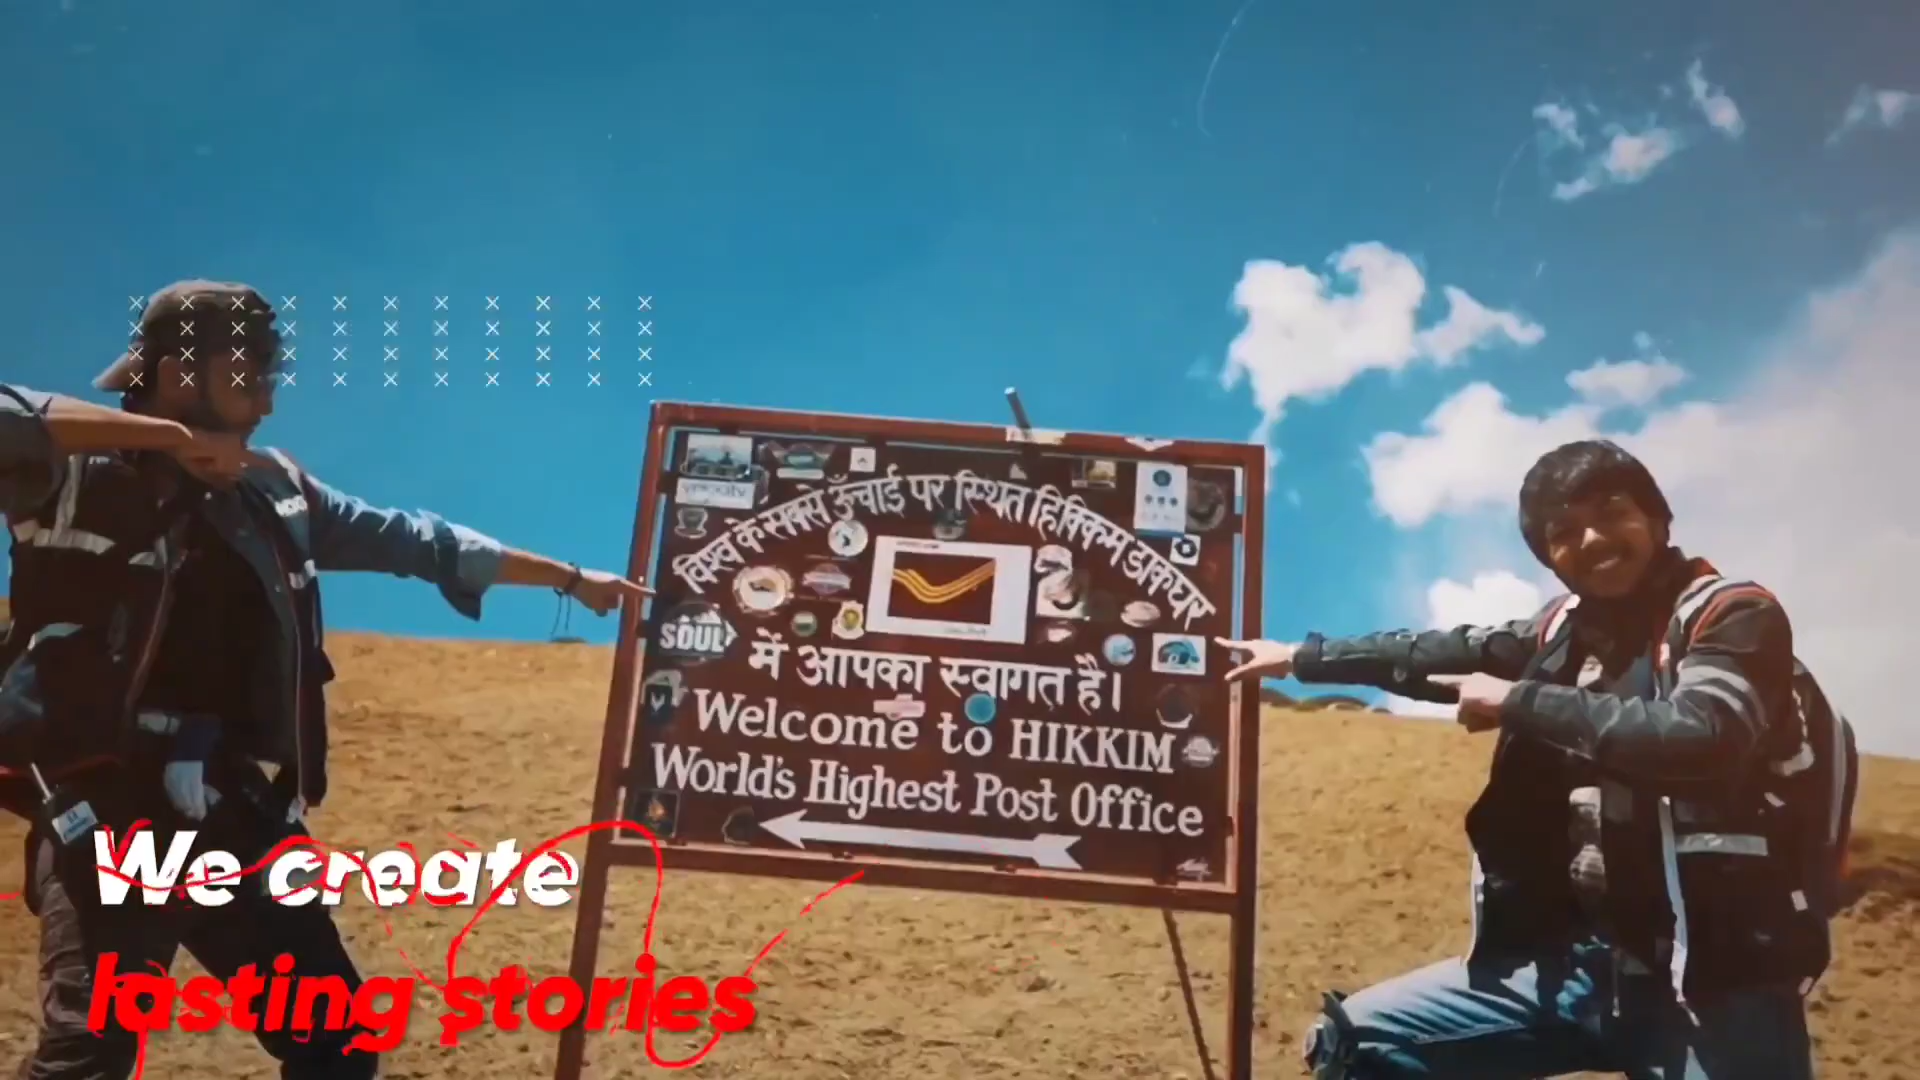 विश्व के सबसे ऊँचाई पर स्थित हिक्किम डाकघर
SOUL
में आपका स्वागत है।
Welcome to HIKKIM
World's Highest Post Office
We create
lasting stories